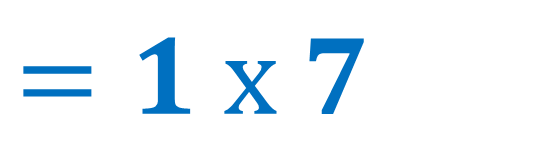 = 1 x 7